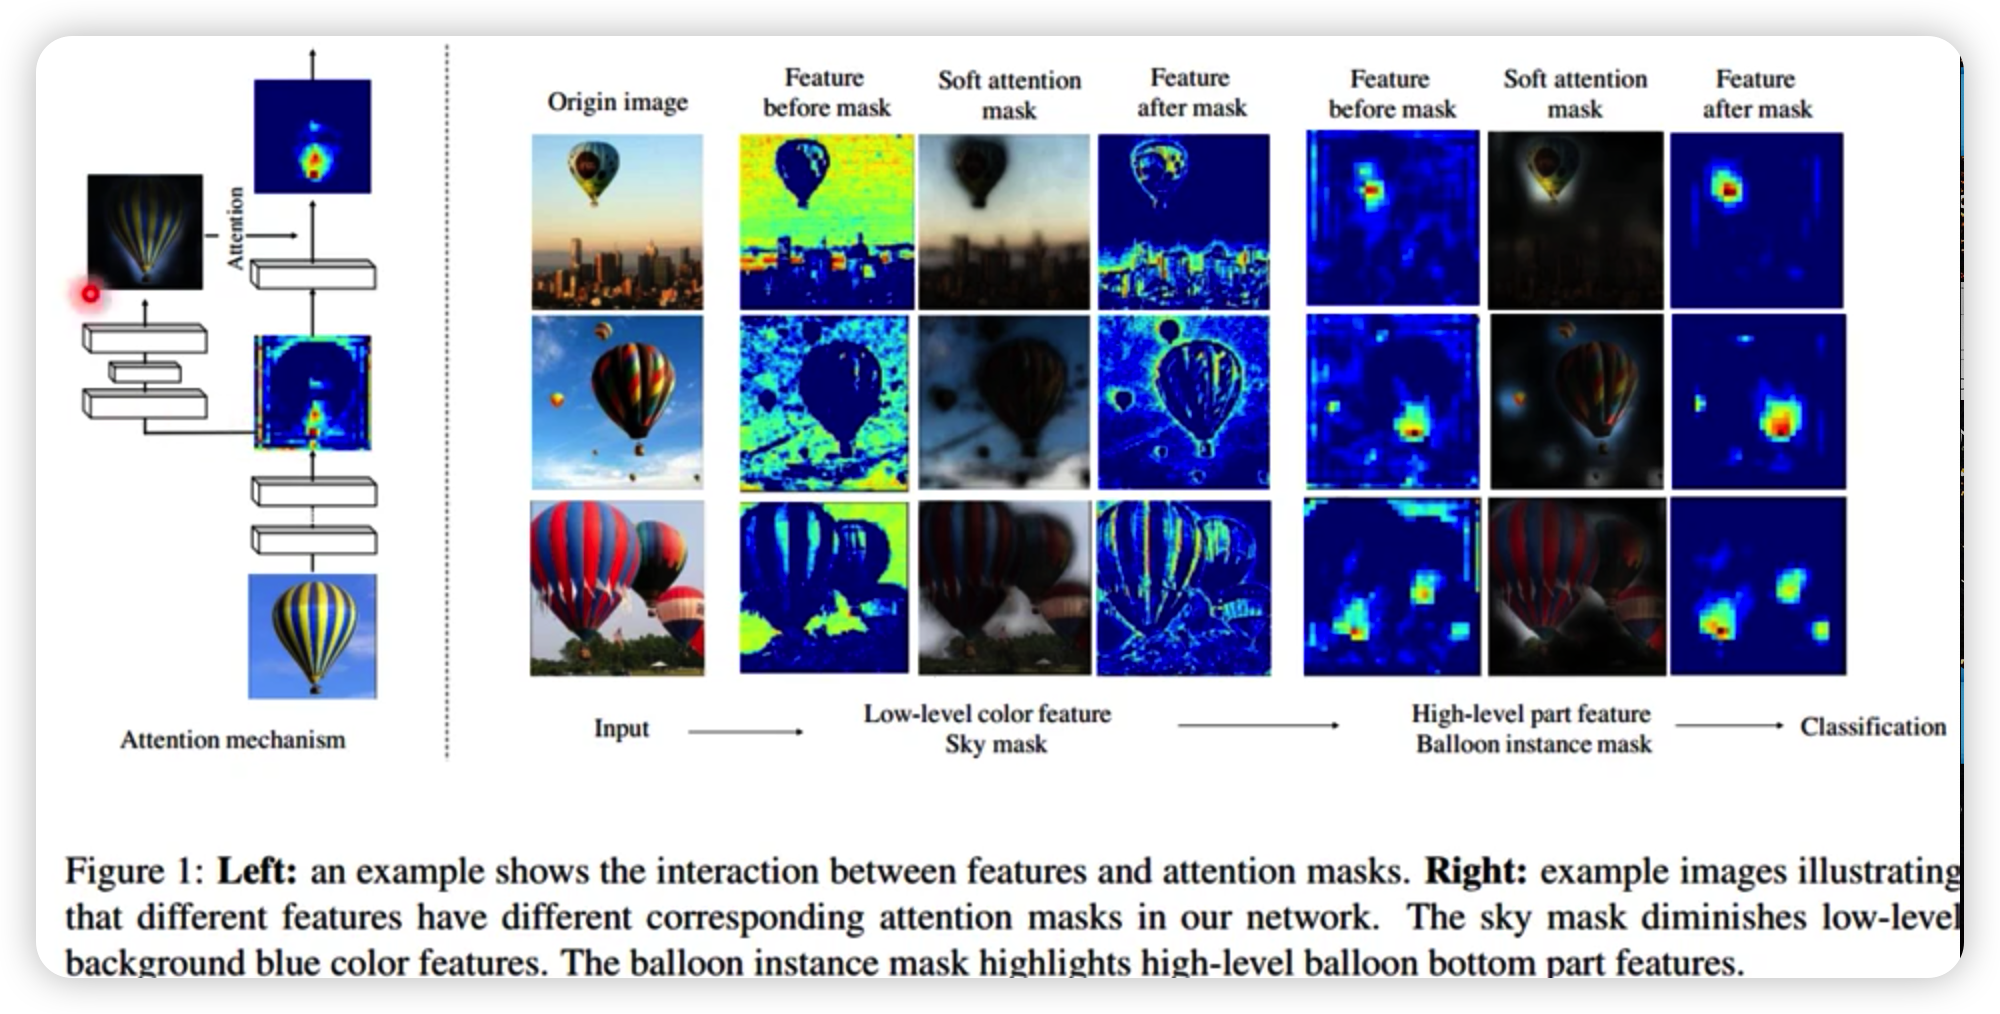 Attention
Attention mechanism
Origin image
Feature
before mask
Soft attention
mask
Feature
after mask
Feature
before mask
Soft attention
mask
Feature
after mask
Input
Low-level color feature
Sky mask
High-level part feature
Balloon instance mask
Classification
Figure 1: Left: an example shows the interaction between features and attention masks. Right: example images illustrating
that different features have different corresponding attention masks in our network. The sky mask diminishes low-level
background blue color features. The balloon instance mask highlights high-level balloon bottom part features.